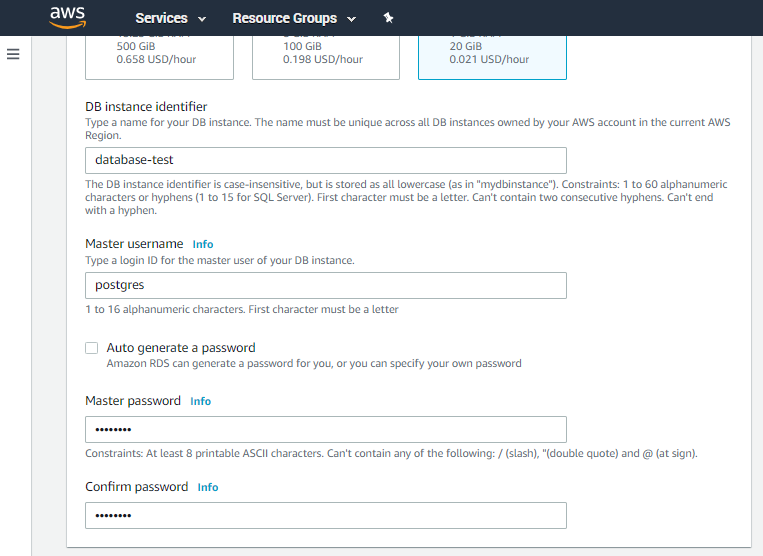 aws
Services
Resource Groups
500 GiB
0.658 USD/hour
100 GiB
0.198 USD/hour
20 GiB
0.021 USD/hour
DB instance identifier
Type a name for your DB instance. The name must be unique across all DB instances owned by your AWS account in the current AWS
Region.
database-test
The DB instance identifier is case-insensitive, but is stored as all lowercase (as in "mydbinstance"). Constraints: 1 to 60 alphanumeric
characters or hyphens (1 to 15 for SQL Server). First character must be a letter. Can't contain two consecutive hyphens. Can't end
with a hyphen.
Master username Info
Type a login ID for the master user of your DB instance.
postgres
1 to 16 alphanumeric characters. First character must be a letter
Auto generate a password
Amazon RDS can generate a password for you, or you can specify your own password
Master password Info
••••••••
Constraints: At least 8 printable ASCII characters. Can't contain any of the following: / (slash), "(double quote) and @ (at sign).
Confirm password Info
••••••••